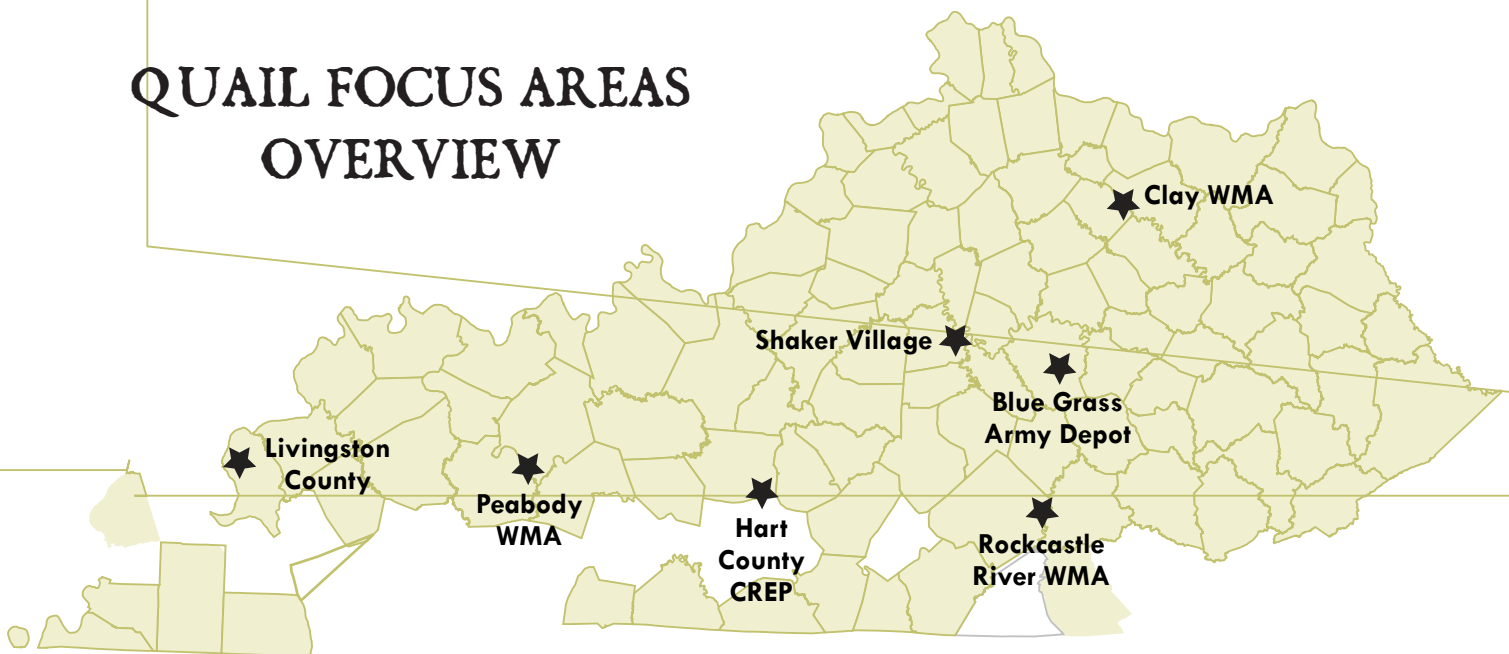 QUAIL FOCUS AREAS
OVERVIEW
Clay WMA
Shaker Village
Blue Grass
Army Depot
Livingston
County
Peabody
WMA
Hart
County
CREP
Rockcastle
River WMA